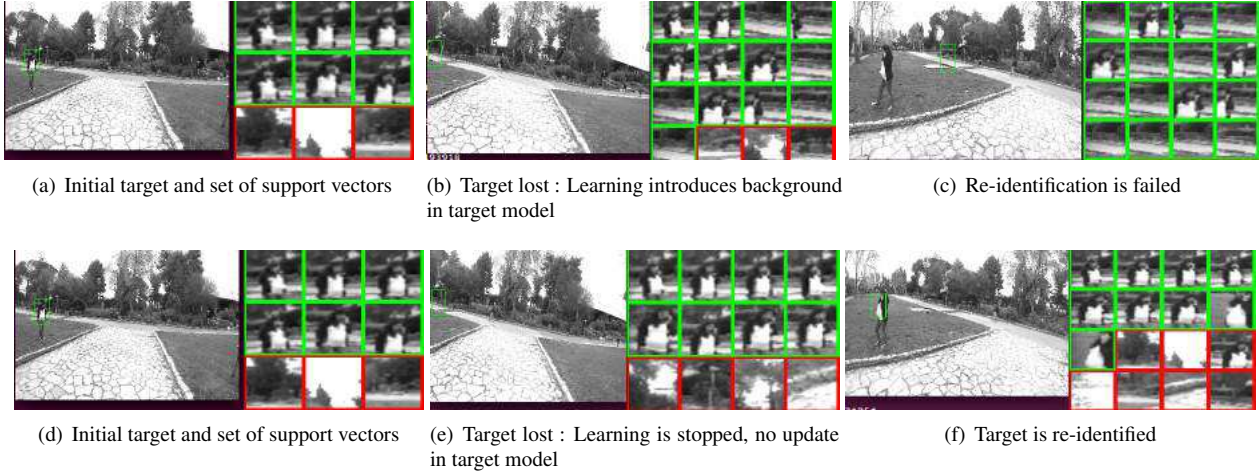 (a) Initial target and set of support vectors
(b) Target lost : Learning introduces background
in target model
(c) Re-identification is failed
(d) Initial target and set of support vectors
(e) Target lost : Learning is stopped, no update
in target model
(f) Target is re-identified